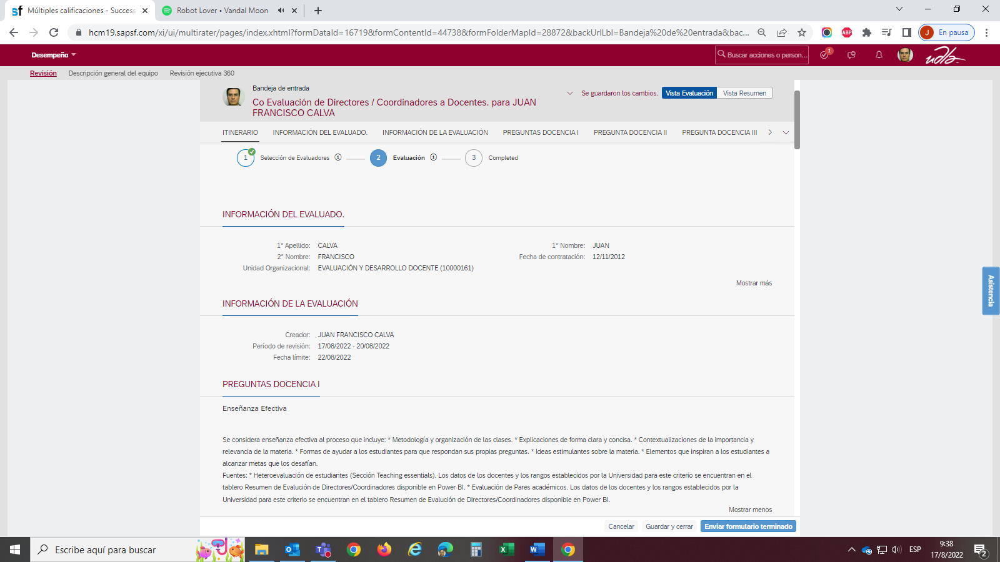 sf Múltiples calificaciones - Success
Robot Lover • Vandal Moon
hcm19.sapsf.com/xi/ui/multirater/pages/index.xhtml?formDataId=16719&formContentId=44738&formFolderMapId=28872&backUrlLbl=Bandeja%20de%20entrada&bac...
ABP
J En pausa
Desempeño
Buscar acciones o person...
1
udla
Revisión Descripción general del equipo Revisión ejecutiva 360
Bandeja de entrada
Co Evaluación de Directores / Coordinadores a Docentes. para JUAN
FRANCISCO CALVA
Se guardaron los cambios. Vista Evaluación Vista Resumen
ITINERARIO INFORMACIÓN DEL EVALUADO. INFORMACIÓN DE LA EVALUACIÓN PREGUNTAS DOCENCIA I PREGUNTA DOCENCIA II PREGUNTA DOCENCIA III
1 Selección de Evaluadores 2 Evaluación 3 Completed
INFORMACIÓN DEL EVALUADO.
1° Apellido: CALVA 1° Nombre: JUAN
2° Nombre: FRANCISCO Fecha de contratación: 12/11/2012
Unidad Organizacional: EVALUACIÓN Y DESARROLLO DOCENTE (10000161)
Mostrar más
Asistencia
INFORMACIÓN DE LA EVALUACIÓN
Creador: JUAN FRANCISCO CALVA
Período de revisión: 17/08/2022 - 20/08/2022
Fecha límite: 22/08/2022
PREGUNTAS DOCENCIA I
Enseñanza Efectiva
Se considera enseñanza efectiva al proceso que incluye: * Metodología y organización de las clases. * Explicaciones de forma clara y concisa. * Contextualizaciones de la importancia y
relevancia de la materia. * Formas de ayudar a los estudiantes para que respondan sus propias preguntas. * Ideas estimulantes sobre la materia. * Elementos que inspiran a los estudiantes a
alcanzar metas que los desafían.
Fuentes: * Heteroevaluación de estudiantes (Sección Teaching essentials). Los datos de los docentes y los rangos establecidos por la Universidad para este criterio se encuentran en el
tablero Resumen de Evalución de Directores/Coordinadores disponible en Power BI. * Evaluación de Pares académicos. Los datos de los docentes y los rangos establecidos por la
Universidad para este criterio se encuentran en el tablero Resumen de Evalución de Directores/Coordinadores disponible en Power BI.
Mostrar menos
Cancelar Guardar y cerrar Enviar formulario terminado
Escribe aquí para buscar
ESP
9:38
17/8/2022
2